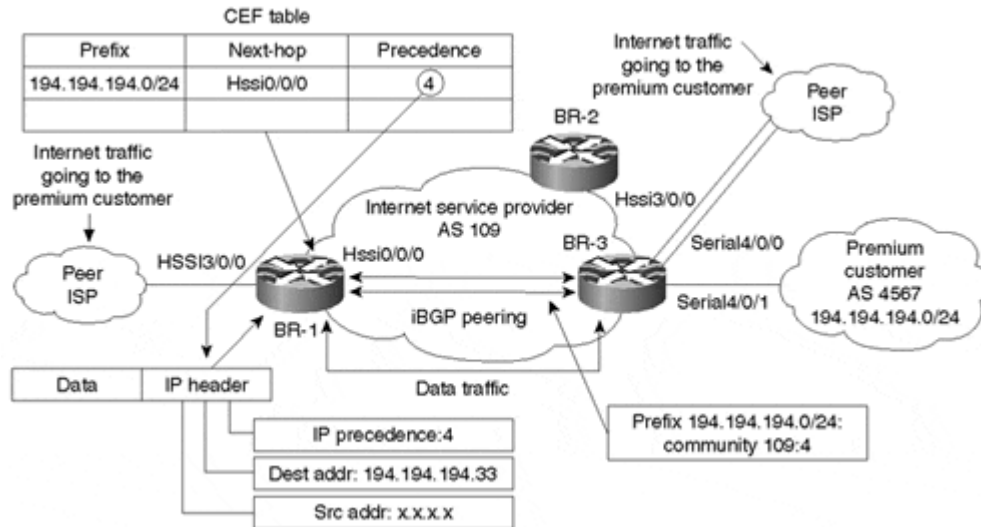 CEF table
Prefix Next-hop Precedence
194.194.194.0/24 Hssi0/0/0 4
Internet traffic
going to the
premium customer
Peer
ISP
BR-2
Internet traffic
going to the
premium customer
Hssi3/0/0
Internet service provider
AS 109
BR-3
Serial4/0/0
Peer
ISP
HSSI3/0/0
Hssi0/0/0
Premium
customer
AS 4567
194.194.194.0/24
Serial4/0/1
iBGP peering
BR-1
Data traffic
Data IP header
IP precedence:4
Dest addr: 194.194.194.33
Src addr: x.x.x.x
Prefix 194.194.194.0/24:
community 109:4